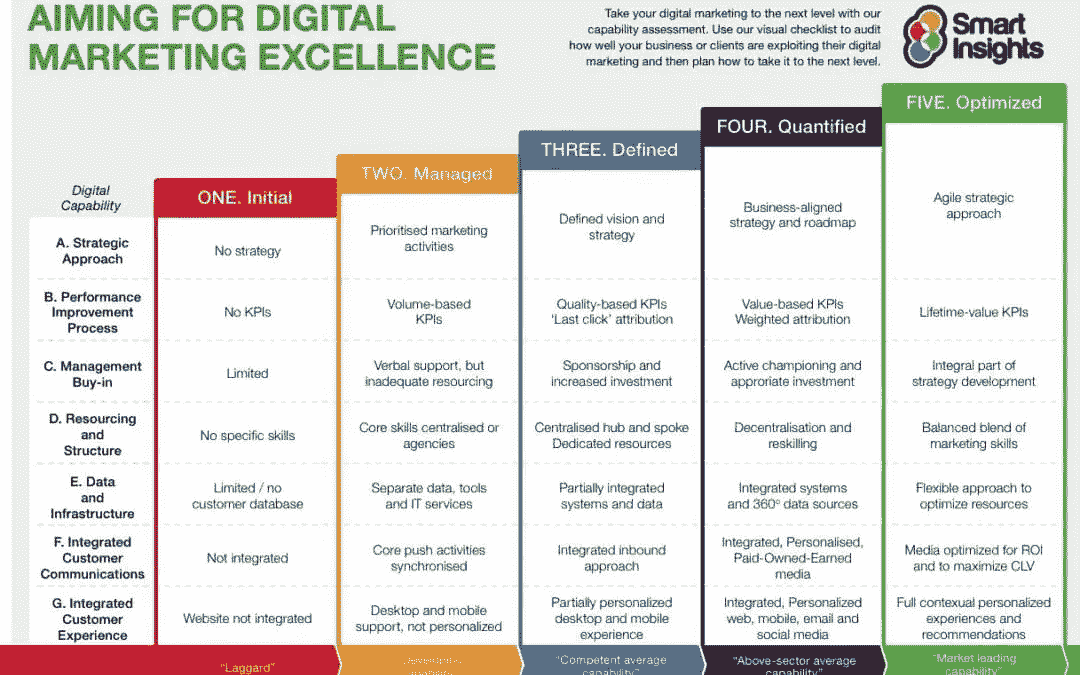 AIMING FOR DIGITAL
MARKETING EXCELLENCE
Take your digital marketing to the next level with our
capability assessment. Use our visual checklist to audit
how well your business or clients are exploiting their digital
marketing and then plan how to take it to the next level.
Smart
Insights
Digital
Capability
ONE. Initial
TWO. Managed
THREE. Defined
FOUR. Quantified
FIVE. Optimized
A. Strategic
Approach
No strategy
Prioritised marketing
activities
Defined vision and
strategy
Business-aligned
strategy and roadmap
Agile strategic
approach
B. Performance
Improvement
Process
No KPIs
Volume-based
KPIs
Quality-based KPIs
'Last click' attribution
Value-based KPIs
Weighted attribution
Lifetime-value KPIs
C. Management
Buy-in
Limited
Verbal support, but
inadequate resourcing
Sponsorship and
increased investment
Active championing and
approriate investment
Integral part of
strategy development
D. Resourcing
and
Structure
No specific skills
Core skills centralised or
agencies
Centralised hub and spoke
Dedicated resources
Decentralisation and
reskilling
Balanced blend of
marketing skills
E. Data
and
Infrastructure
Limited / no
customer database
Separate data, tools
and IT services
Partially integrated
systems and data
Integrated systems
and 360° data sources
Flexible approach to
optimize resources
F. Integrated
Customer
Communications
Not integrated
Core push activities
synchronised
Integrated inbound
approach
Integrated, Personalised,
Paid-Owned-Earned
media
Media optimized for ROI
and to maximize CLV
G. Integrated
Customer
Experience
Website not integrated
Desktop and mobile
support, not personalized
Partially personalized
desktop and mobile
experience
Integrated, Personalized
web, mobile, email and
social media
Full contexual personalized
experiences and
recommendations
"Laggard"
"Competent average
capability"
"Above-sector average
capability"
"Market leading
capability"